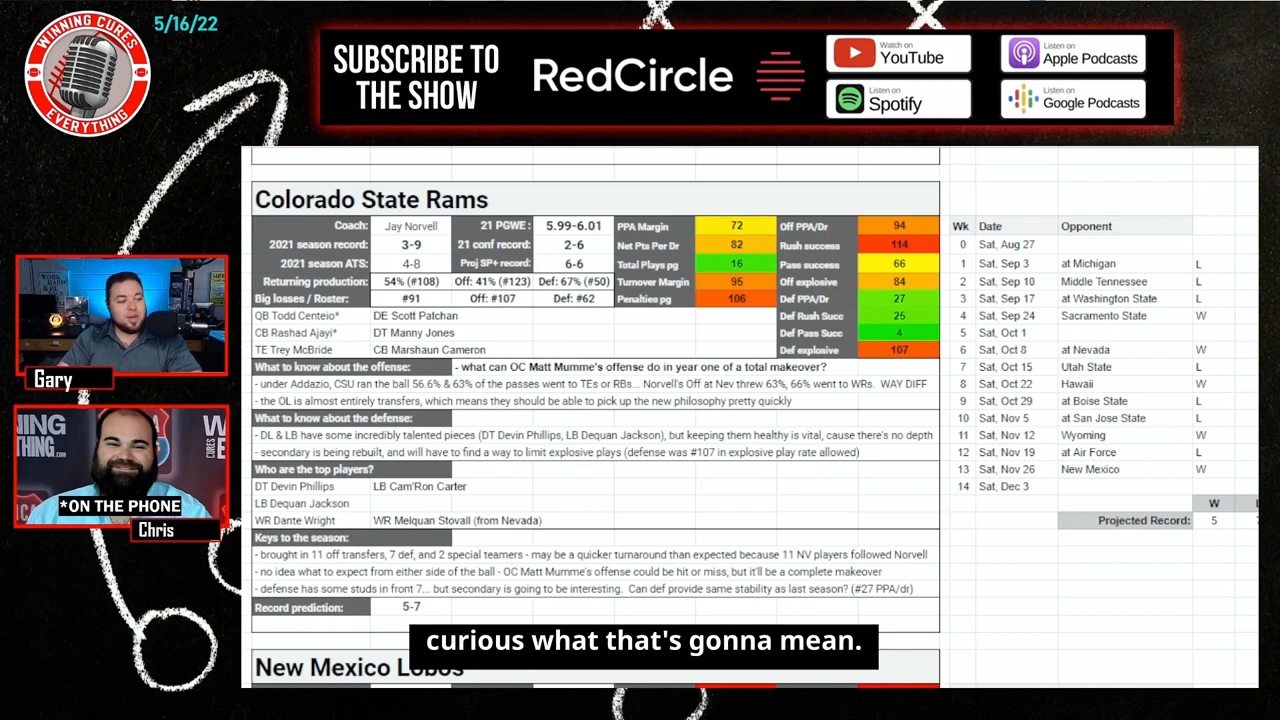 WINNING CURES
EVERYTHING
5/16/22
SUBSCRIBE TO
THE SHOW
RedCircle
Watch on
YouTube
Listen on
Apple Podcasts
Listen on
Spotify
Listen on
Google Podcasts
Colorado State Rams
Coach: Jay Norvell 21 PGWE : 5.99-6.01 PPA Margin 72 Off PPA/Dr 94
2021 season record: 3-9 21 conf record: 2-6 Net Pts Per Dr 82 Rush success 114
2021 season ATS: 4-8 Proj SP+ record: 6-6 Total Plays pg 16 Pass success 66
Returning production: 54% (#108) Off: 41% (#123) Def: 67% (#50) Turnover Margin 95 Off explosive 84
Big losses / Roster: #91 Off: #107 Def: #62 Penalties pg 106 Def PPA/Dr 27
QB Todd Centeio* DE Scott Patchan Def Rush Succ 25
CB Rashad Ajayi* DT Manny Jones Def Pass Succ 4
TE Trey McBride CB Marshaun Cameron Def explosive 107
What to know about the offense: - what can OC Matt Mumme's offense do in year one of a total makeover?
- under Addazio, CSU ran the ball 56.6% & 63% of the passes went to TEs or RBs... Norvell's Off at Nev threw 63%, 66% went to WRs. WAY DIFF
- the OL is almost entirely transfers, which means they should be able to pick up the new philosophy pretty quickly
What to know about the defense:
- DL & LB have some incredibly talented pieces (DT Devin Phillips, LB Dequan Jackson), but keeping them healthy is vital, cause there's no depth
- secondary is being rebuilt, and will have to find a way to limit explosive plays (defense was #107 in explosive play rate allowed)
Who are the top players?
DT Devin Phillips LB Cam'Ron Carter
LB Dequan Jackson
WR Dante Wright WR Melquan Stovall (from Nevada)
Keys to the season:
- brought in 11 off transfers, 7 def, and 2 special teamers - may be a quicker turnaround than expected because 11 NV players followed Norvell
- no idea what to expect from either side of the ball - OC Matt Mumme's offense could be hit or miss, but it'll be a complete makeover
- defense has some studs in front 7... but secondary is going to be interesting. Can def provide same stability as last season? (#27 PPA/dr)
Record prediction: 5-7
New Mexico Lobos
Wk Date Opponent
0 Sat, Aug 27
1 Sat, Sep 3 at Michigan L
2 Sat, Sep 10 Middle Tennessee L
3 Sat, Sep 17 at Washington State L
4 Sat, Sep 24 Sacramento State W
5 Sat, Oct 1
6 Sat, Oct 8 at Nevada W
7 Sat, Oct 15 Utah State L
8 Sat, Oct 22 Hawaii W
9 Sat, Oct 29 at Boise State L
10 Sat, Nov 5 at San Jose State L
11 Sat, Nov 12 Wyoming W
12 Sat, Nov 19 at Air Force L
13 Sat, Nov 26 New Mexico W
14 Sat, Dec 3
W
Projected Record: 5
Gary
*ON THE PHONE
Chris
curious what that's gonna mean.